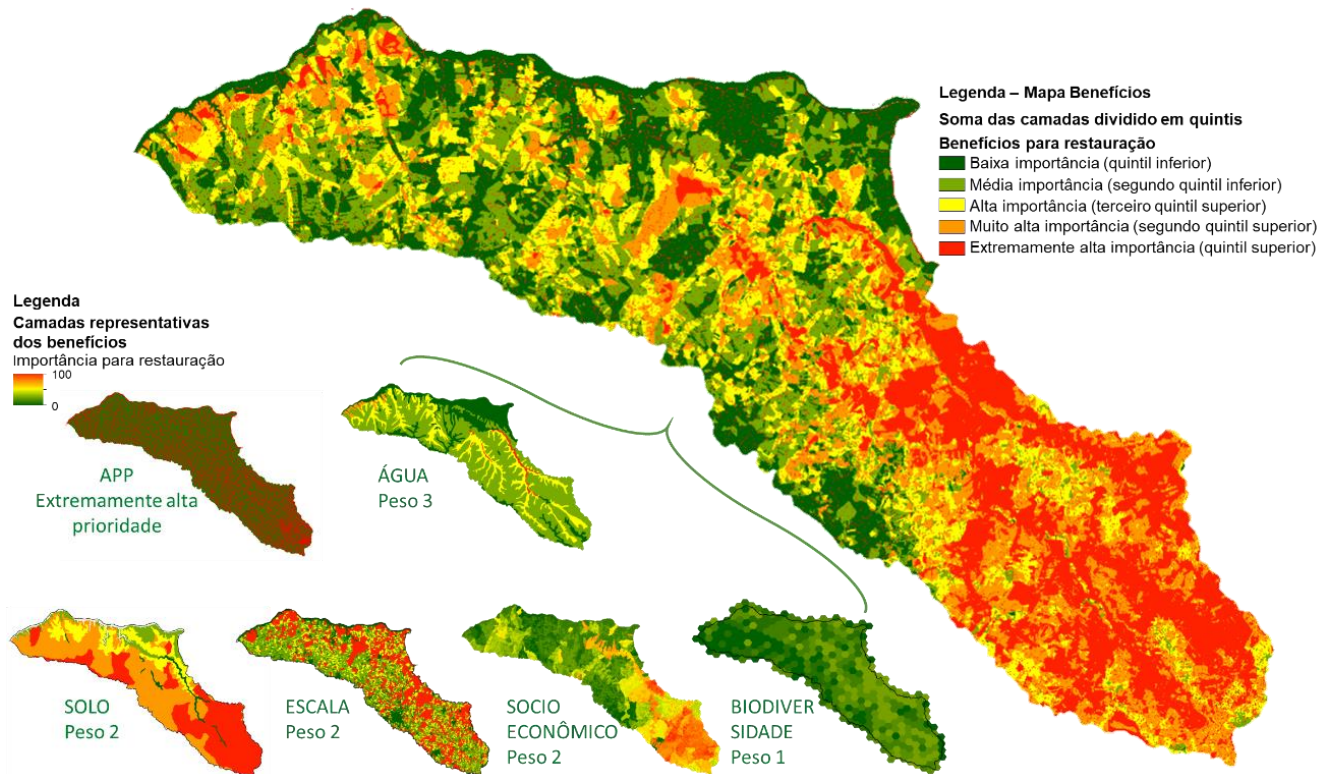 Legenda – Mapa Benefícios
Soma das camadas dividido em quintis
Benefícios para restauração
Baixa importância (quintil inferior)
Média importância (segundo quintil inferior)
Alta importância (terceiro quintil superior)
Muito alta importância (segundo quintil superior)
Extremamente alta importância (quintil superior)
Legenda
Camadas representativas
dos benefícios
Importância para restauração
100
0
APP
Extremamente alta
prioridade
ÁGUA
Peso 3
SOLO
Peso 2
ESCALA
Peso 2
SOCIO
ECONÔMICO
Peso 2
BIODIVER
SIDADE
Peso 1